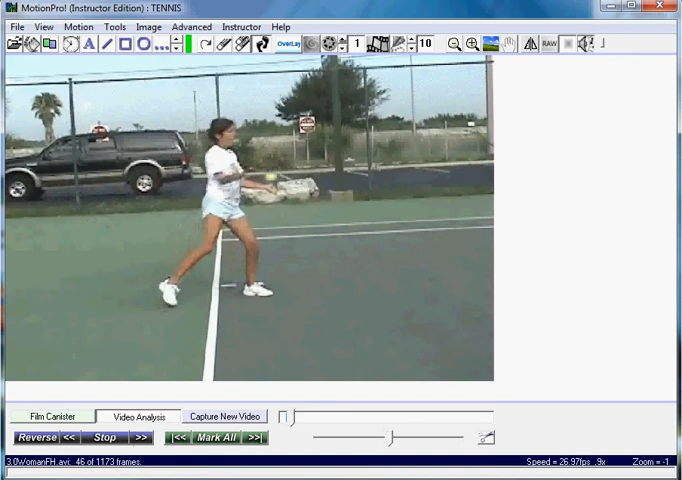 MotionPro! (Instructor Edition) : TENNIS
File View Motion Tools Image Advanced Instructor Help
A ... OverLay 1 10 RAW
Film Canister Video Analysis Capture New Video
Reverse << Stop >> |<< Mark All >>|
3.0WomanFH.avi: 46 of 1173 frames. Speed = 26.97fps .9x Zoom = -1